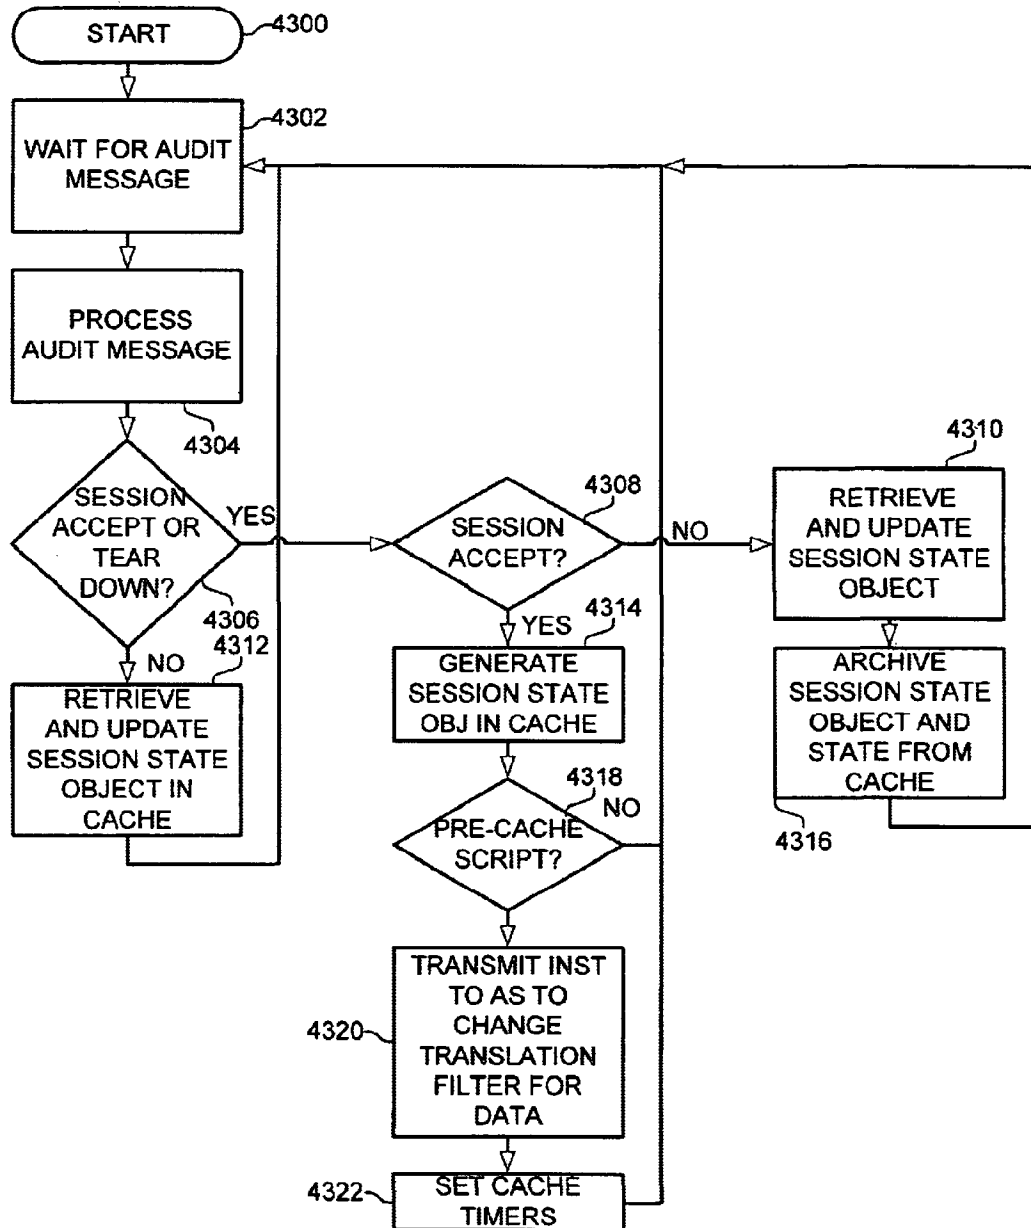 START
4300
4302
WAIT FOR AUDIT
MESSAGE
PROCESS
AUDIT MESSAGE
4304
SESSION
ACCEPT OR
TEAR
DOWN?
YES
4306
NO
4312
RETRIEVE
AND UPDATE
SESSION STATE
OBJECT IN
CACHE
4308
SESSION
ACCEPT?
NO
YES
4310
RETRIEVE
AND UPDATE
SESSION STATE
OBJECT
4314
GENERATE
SESSION STATE
OBJ IN CACHE
ARCHIVE
SESSION STATE
OBJECT AND
STATE FROM
CACHE
4316
4318
NO
PRE-CACHE
SCRIPT?
TRANSMIT INST
TO AS TO
CHANGE
TRANSLATION
FILTER FOR
DATA
4320
4322
SET CACHE
TIMERS